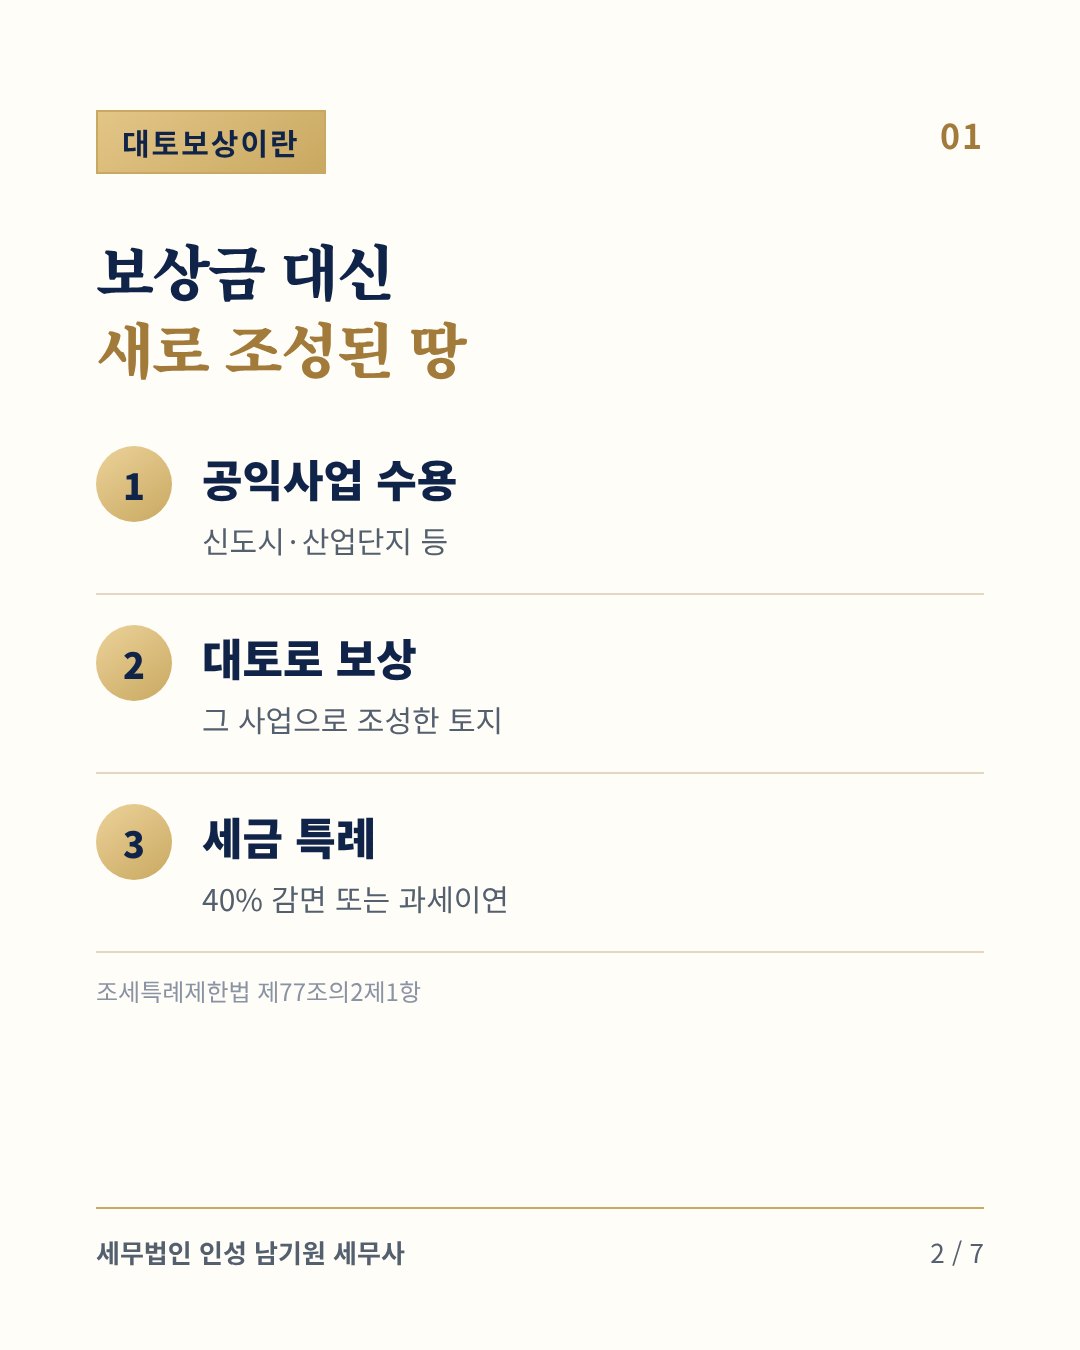 대토보상이란
01
보상금 대신
새로 조성된 땅
1
공익사업 수용
신도시·산업단지 등
2
대토로 보상
그 사업으로 조성한 토지
3
세금 특례
40% 감면 또는 과세이연
조세특례제한법 제77조의2제1항
세무법인 인성 남기원 세무사
2 / 7